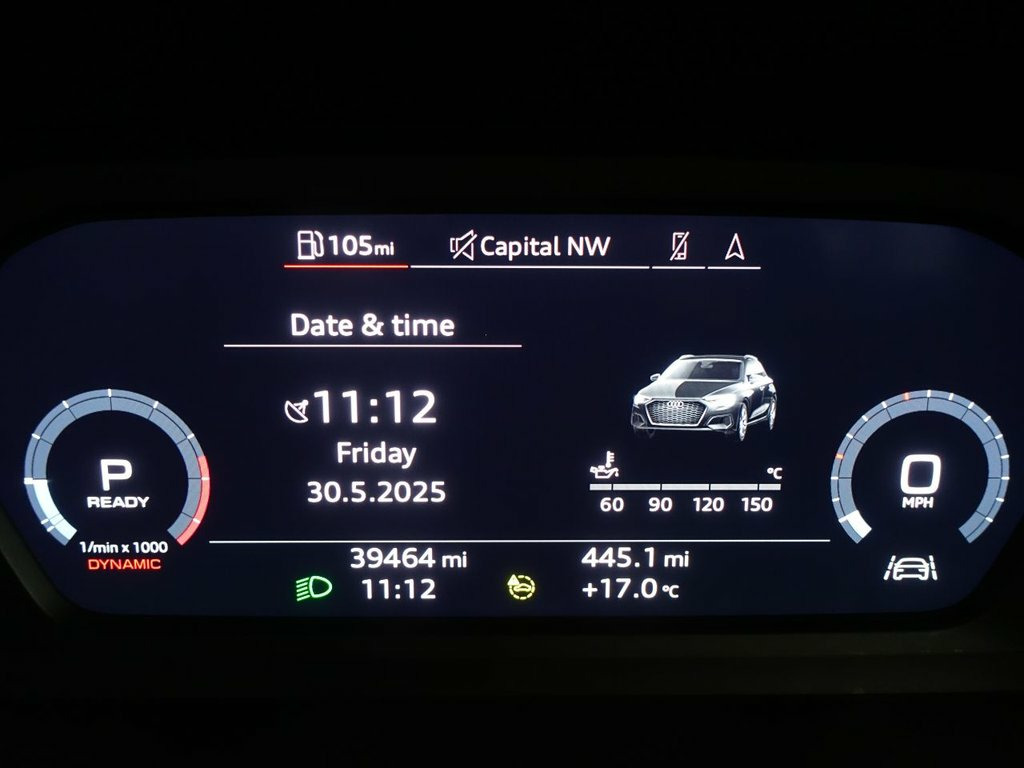 105mi
Capital NW
Date & time
11:12
Friday
30.5.2025
P
READY
1/min x 1000
DYNAMIC
°C
60 90 120 150
0
MPH
39464 mi 445.1 mi
11:12 +17.0 °C